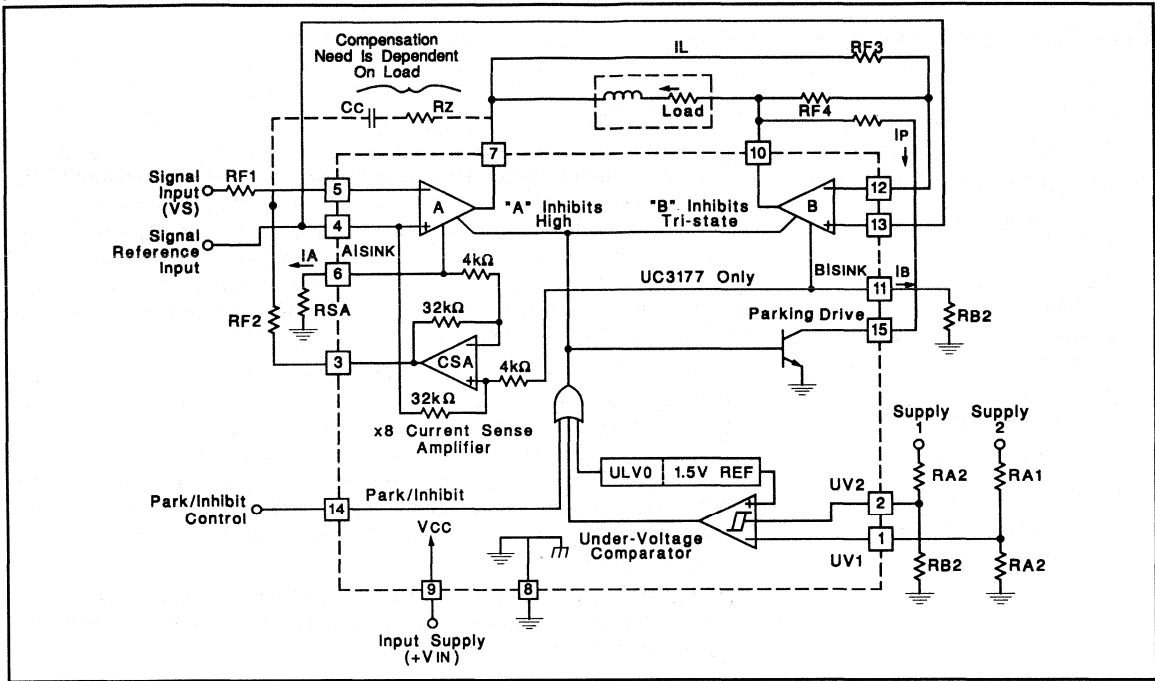 Compensation
Need Is Dependent
On Load
IL
RF3
Cc
Rz
Load
RF4
IP
7
10
Signal
Input
(VS)
RF1
5
A
"A" Inhibits
High
"B" Inhibits
Tri-state
B
12
4
13
Signal
Reference
Input
AISINK
IA
6
4kΩ
UC3177 Only
BISINK
11
IB
RSA
RF2
32kΩ
Parking Drive
15
RB2
3
CSA
4kΩ
32kΩ
x8 Current Sense
Amplifier
Supply
1
Supply
2
ULVO
1.5V REF
RA2
RA1
Park/Inhibit
Control
14
Park/Inhibit
UV2
2
VCC
Under-Voltage
Comparator
1
UV1
RB2
RA2
9
8
Input Supply
(+VIN)